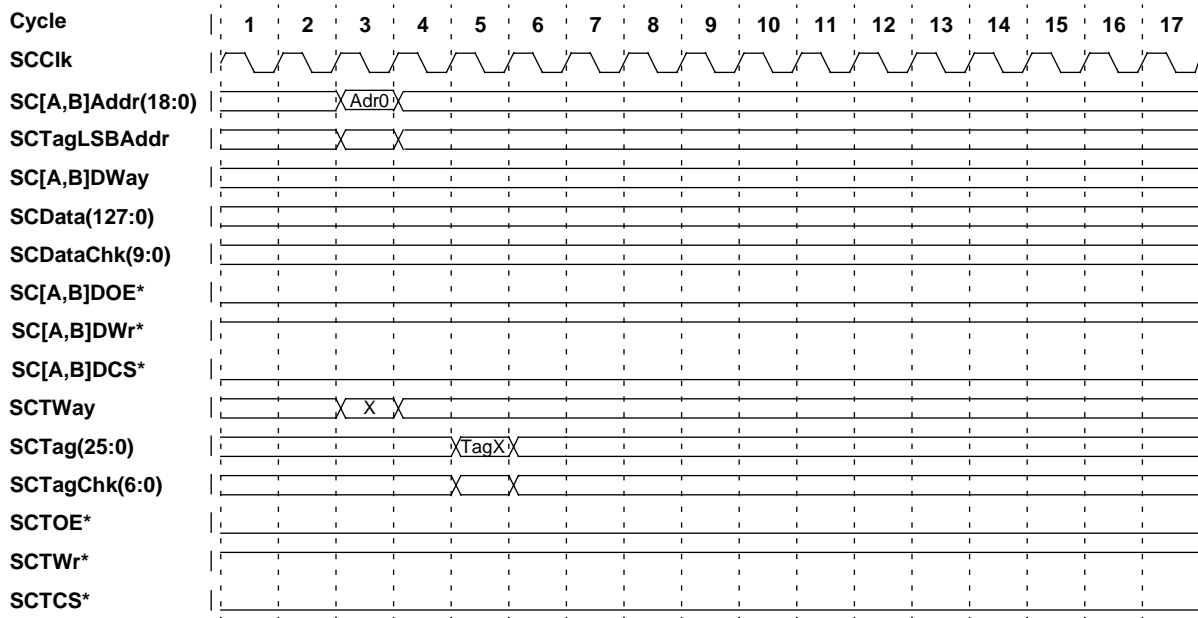 Cycle 1 2 3 4 5 6 7 8 9 10 11 12 13 14 15 16 17
SCClk
SC[A,B]Addr(18:0) Adr0
SCTagLSBAddr
SC[A,B]DWay
SCData(127:0)
SCDataChk(9:0)
SC[A,B]DOE*
SC[A,B]DWr*
SC[A,B]DCS*
SCTWay X
SCTag(25:0) TagX
SCTagChk(6:0)
SCTOE*
SCTWr*
SCTCS*